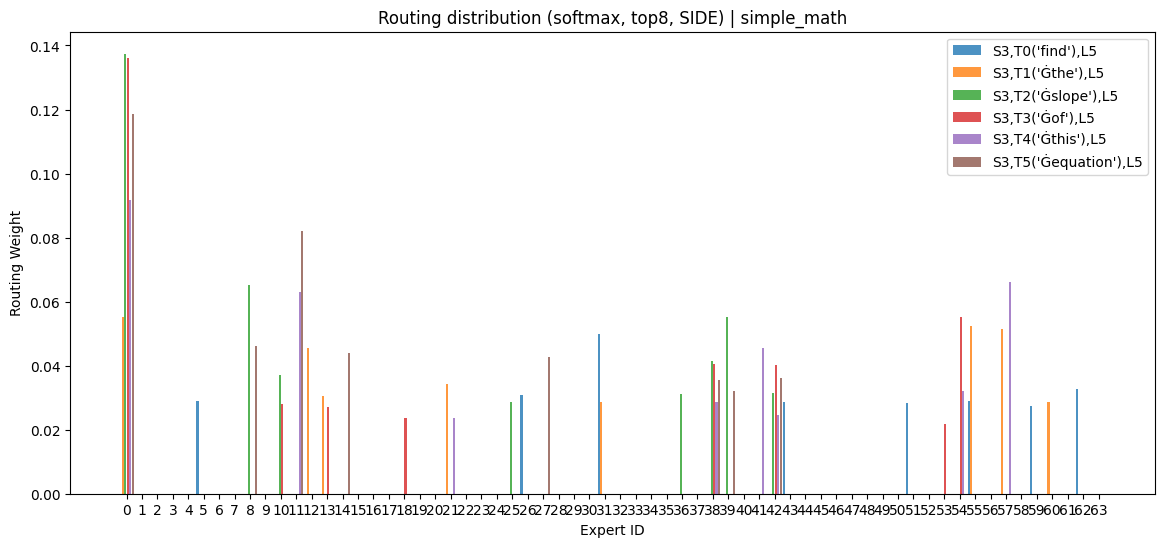 Routing distribution (softmax, top8, SIDE) | simple_math
0.14
0.12
0.10
0.08
0.06
0.04
0.02
0.00
Routing Weight
S3,T0('find'),L5
S3,T1('Ġthe'),L5
S3,T2('Ġslope'),L5
S3,T3('Ġof'),L5
S3,T4('Ġthis'),L5
S3,T5('Ġequation'),L5
0 1 2 3 4 5 6 7 8 9 10 11 12 13 14 15 16 17 18 19 20 21 22 23 24 25 26 27 28 29 30 31 32 33 34 35 36 37 38 39 40 41 42 43 44 45 46 47 48 49 50 51 52 53 54 55 56 57 58 59 60 61 62 63
Expert ID